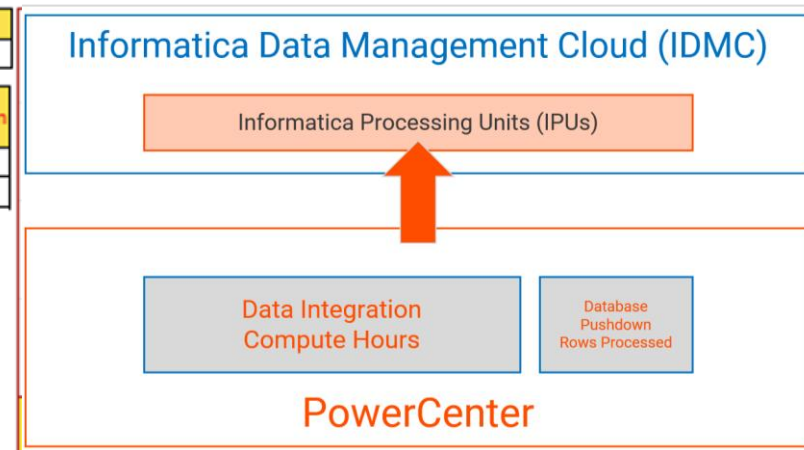 Informatica Data Management Cloud (IDMC)
Informatica Processing Units (IPUs)
Data Integration
Compute Hours
Database
Pushdown
Rows Processed
PowerCenter